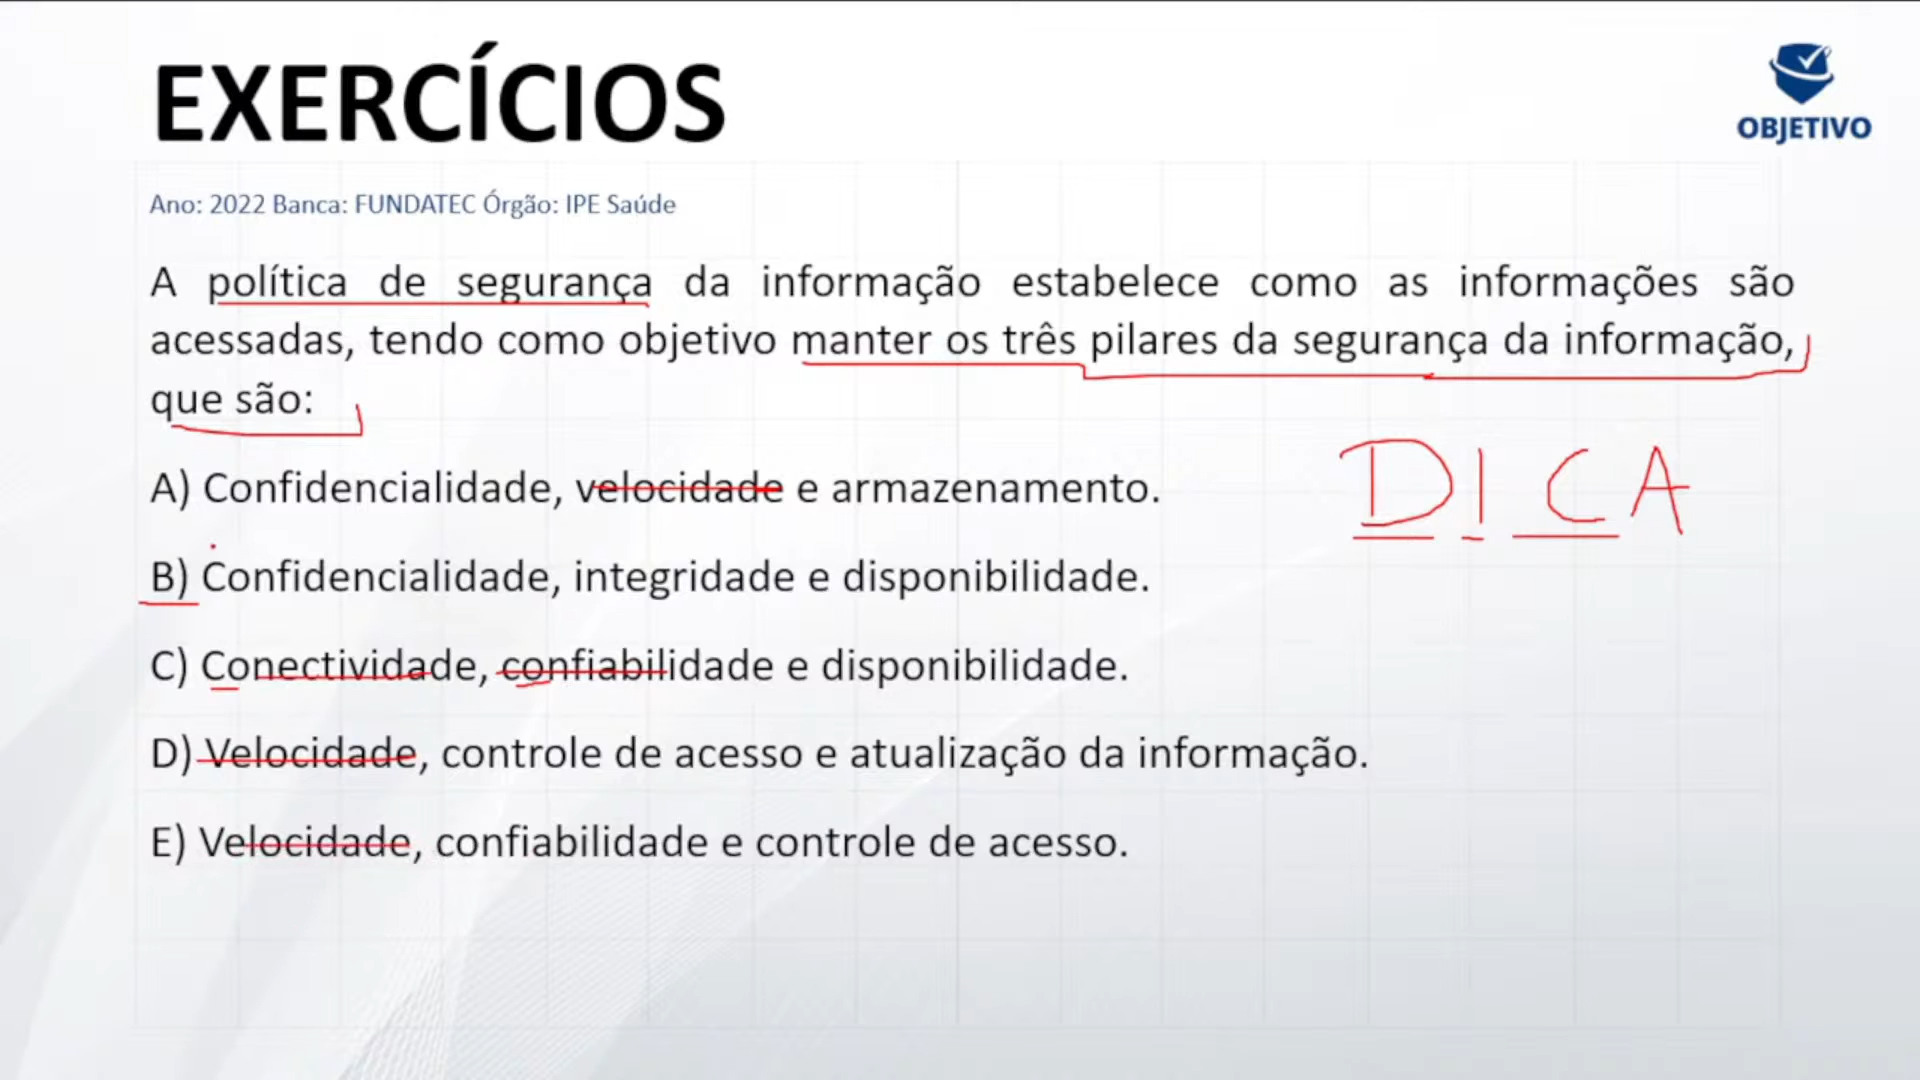 EXERCÍCIOS
OBJETIVO
Ano: 2022 Banca: FUNDATEC Órgão: IPE Saúde
A política de segurança da informação estabelece como as informações são
acessadas, tendo como objetivo manter os três pilares da segurança da informação,
que são:
A) Confidencialidade, velocidade e armazenamento.
DICA
B) Confidencialidade, integridade e disponibilidade.
C) Conectividade, confiabilidade e disponibilidade.
D) Velocidade, controle de acesso e atualização da informação.
E) Velocidade, confiabilidade e controle de acesso.